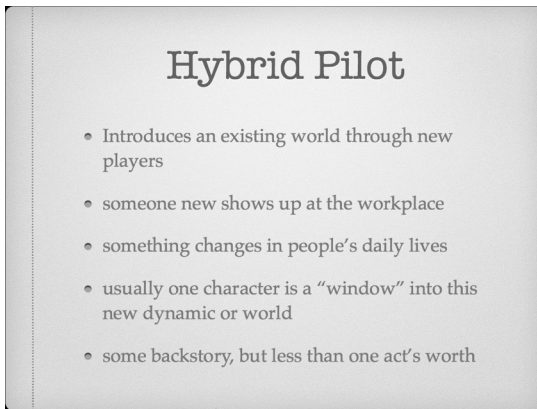 Hybrid Pilot
• Introduces an existing world through new
players
• someone new shows up at the workplace
• something changes in people's daily lives
• usually one character is a “window” into this
new dynamic or world
• some backstory, but less than one act's worth